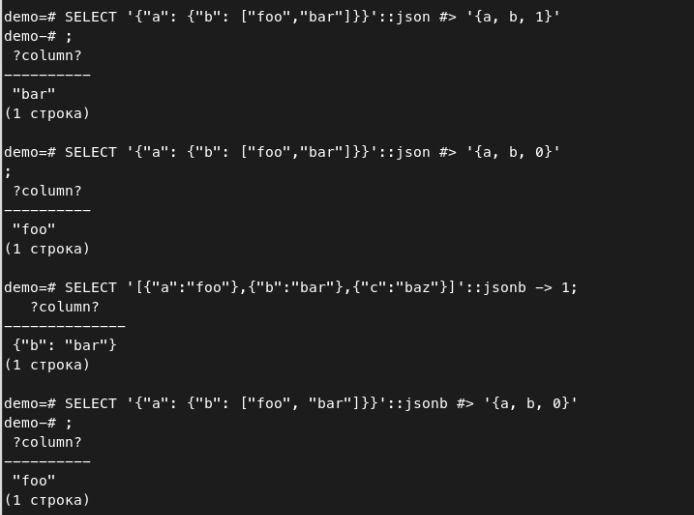 demo=# SELECT '{"a": {"b": ["foo","bar"]}}'::json #> '{a, b, 1}'
demo-# ;
 ?column?
----------
 "bar"
(1 строка)

demo=# SELECT '{"a": {"b": ["foo","bar"]}}'::json #> '{a, b, 0}'
;
 ?column?
----------
 "foo"
(1 строка)

demo=# SELECT '[{"a":"foo"},{"b":"bar"},{"c":"baz"}]'::jsonb -> 1;
   ?column?
--------------
 {"b": "bar"}
(1 строка)

demo=# SELECT '{"a": {"b": ["foo", "bar"]}}'::jsonb #> '{a, b, 0}'
demo-# ;
 ?column?
----------
 "foo"
(1 строка)